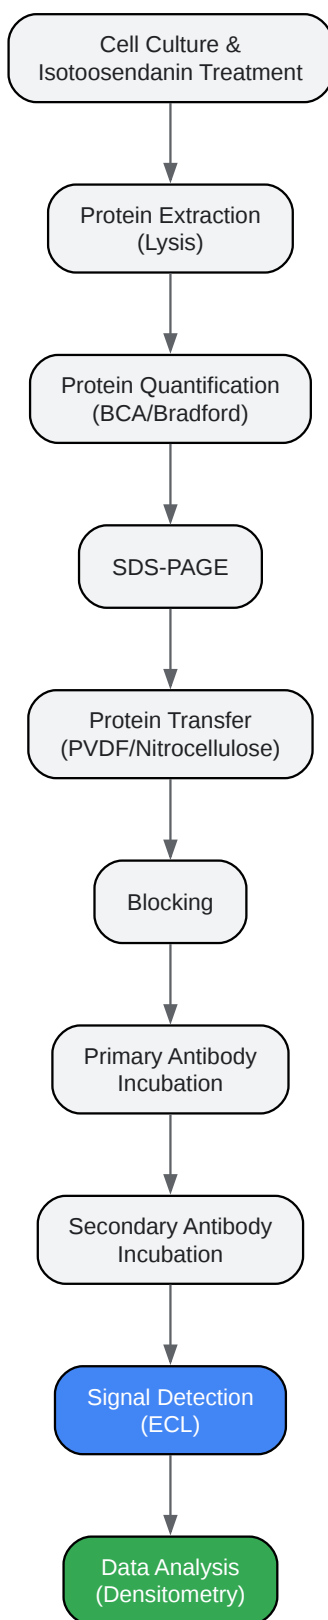 Cell Culture &
Isotoosendanin Treatment
Protein Extraction
(Lysis)
Protein Quantification
(BCA/Bradford)
SDS-PAGE
Protein Transfer
(PVDF/Nitrocellulose)
Blocking
Primary Antibody
Incubation
Secondary Antibody
Incubation
Signal Detection
(ECL)
Data Analysis
(Densitometry)